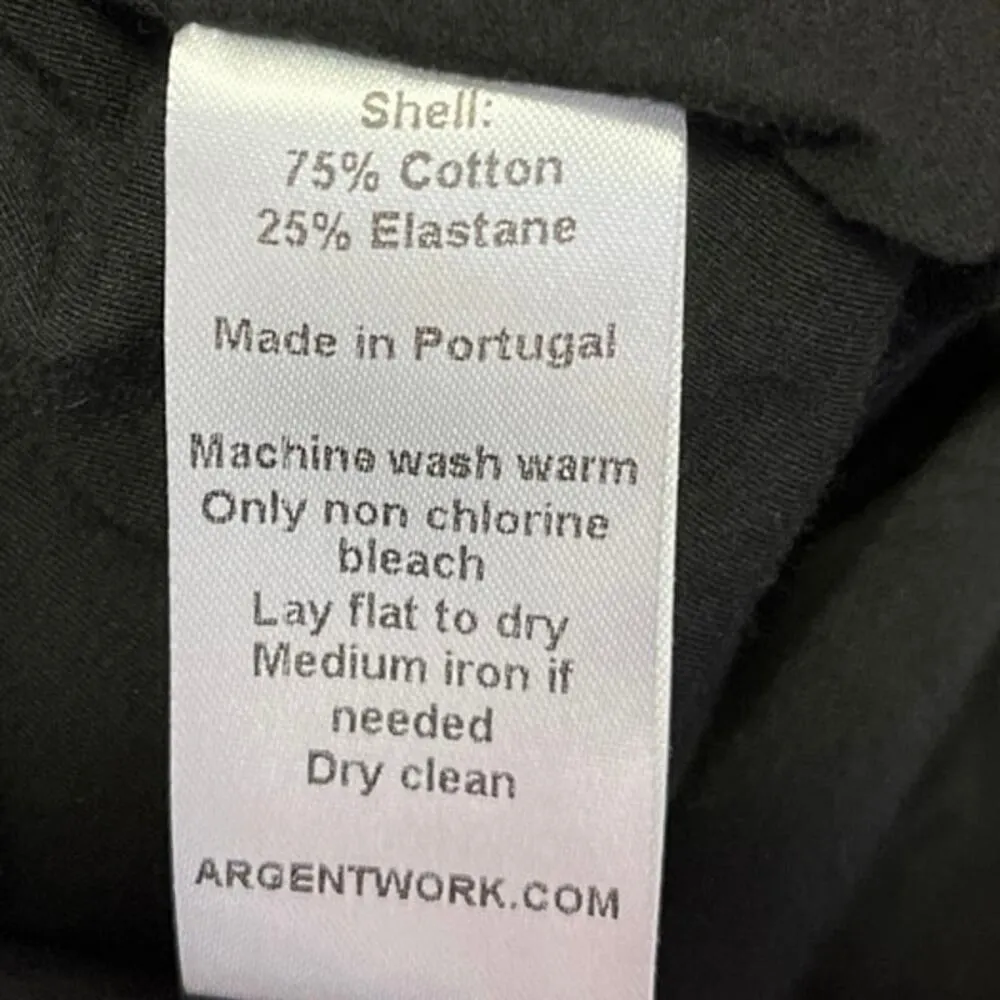 Shell:
75% Cotton
25% Elastane
Made in Portugal
Machine wash warm
Only non chlorine
bleach
Lay flat to dry
Medium iron if
needed
Dry clean
ARGENTWORK.COM